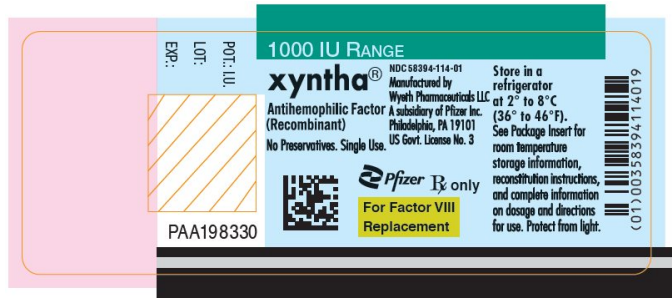 POT.: I.U.
LOT:
EXP.:
PAA198330
1000 IU RANGE
xyntha®
Antihemophilic Factor
(Recombinant)
No Preservatives. Single Use.
NDC 58394-114-01
Manufactured by
Wyeth Pharmaceuticals LLC
A subsidiary of Pfizer Inc.
Philadelphia, PA 19101
US Govt. License No. 3
Pfizer ℞ only
For Factor VIII
Replacement
Store in a
refrigerator
at 2° to 8°C
(36° to 46°F).
See Package Insert for
room temperature
storage information,
reconstitution instructions,
and complete information
on dosage and directions
for use. Protect from light.
(01)00358394114019